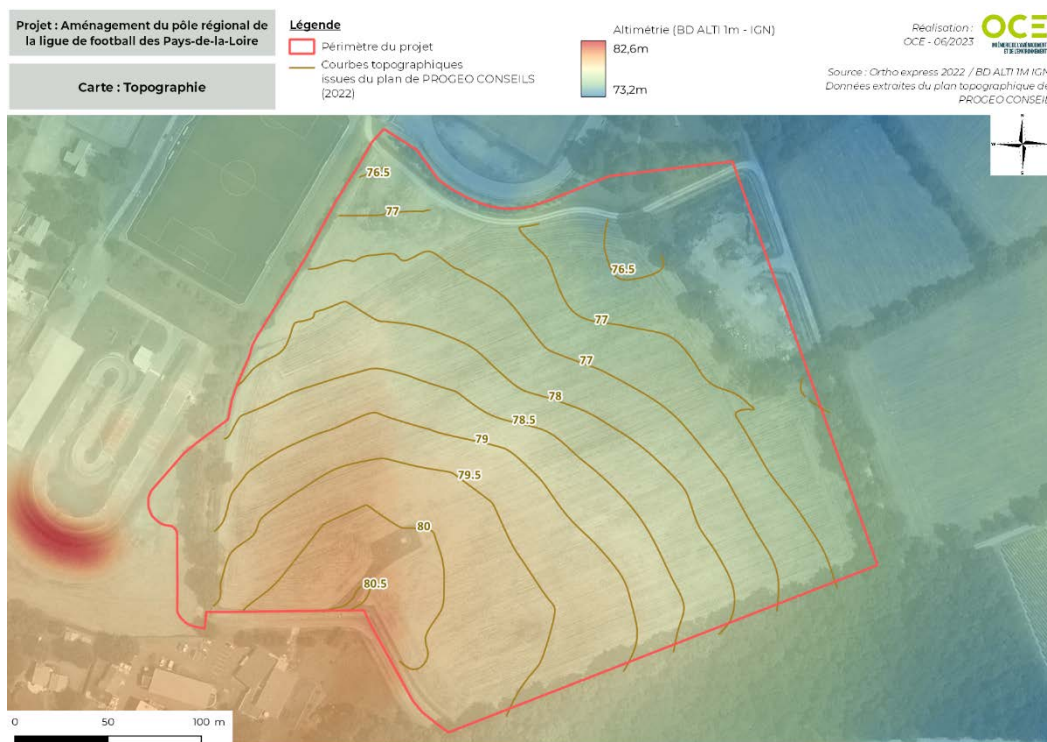 Projet : Aménagement du pôle régional de
la ligue de football des Pays-de-la-Loire
Carte : Topographie
Légende
Périmètre du projet
Courbes topographiques
issues du plan de PROGEO CONSEILS
(2022)
Altimétrie (BD ALTI 1m - IGN)
82,6m
73,2m
Réalisation :
OCE - 06/2023
OCE
Source : Ortho express 2022 / BD ALTI 1M IGN
Données extraites du plan topographique de
PROGEO CONSEIL
76.5
77
76.5
77
77
78
78.5
79
79.5
80
80.5
0 50 100 m